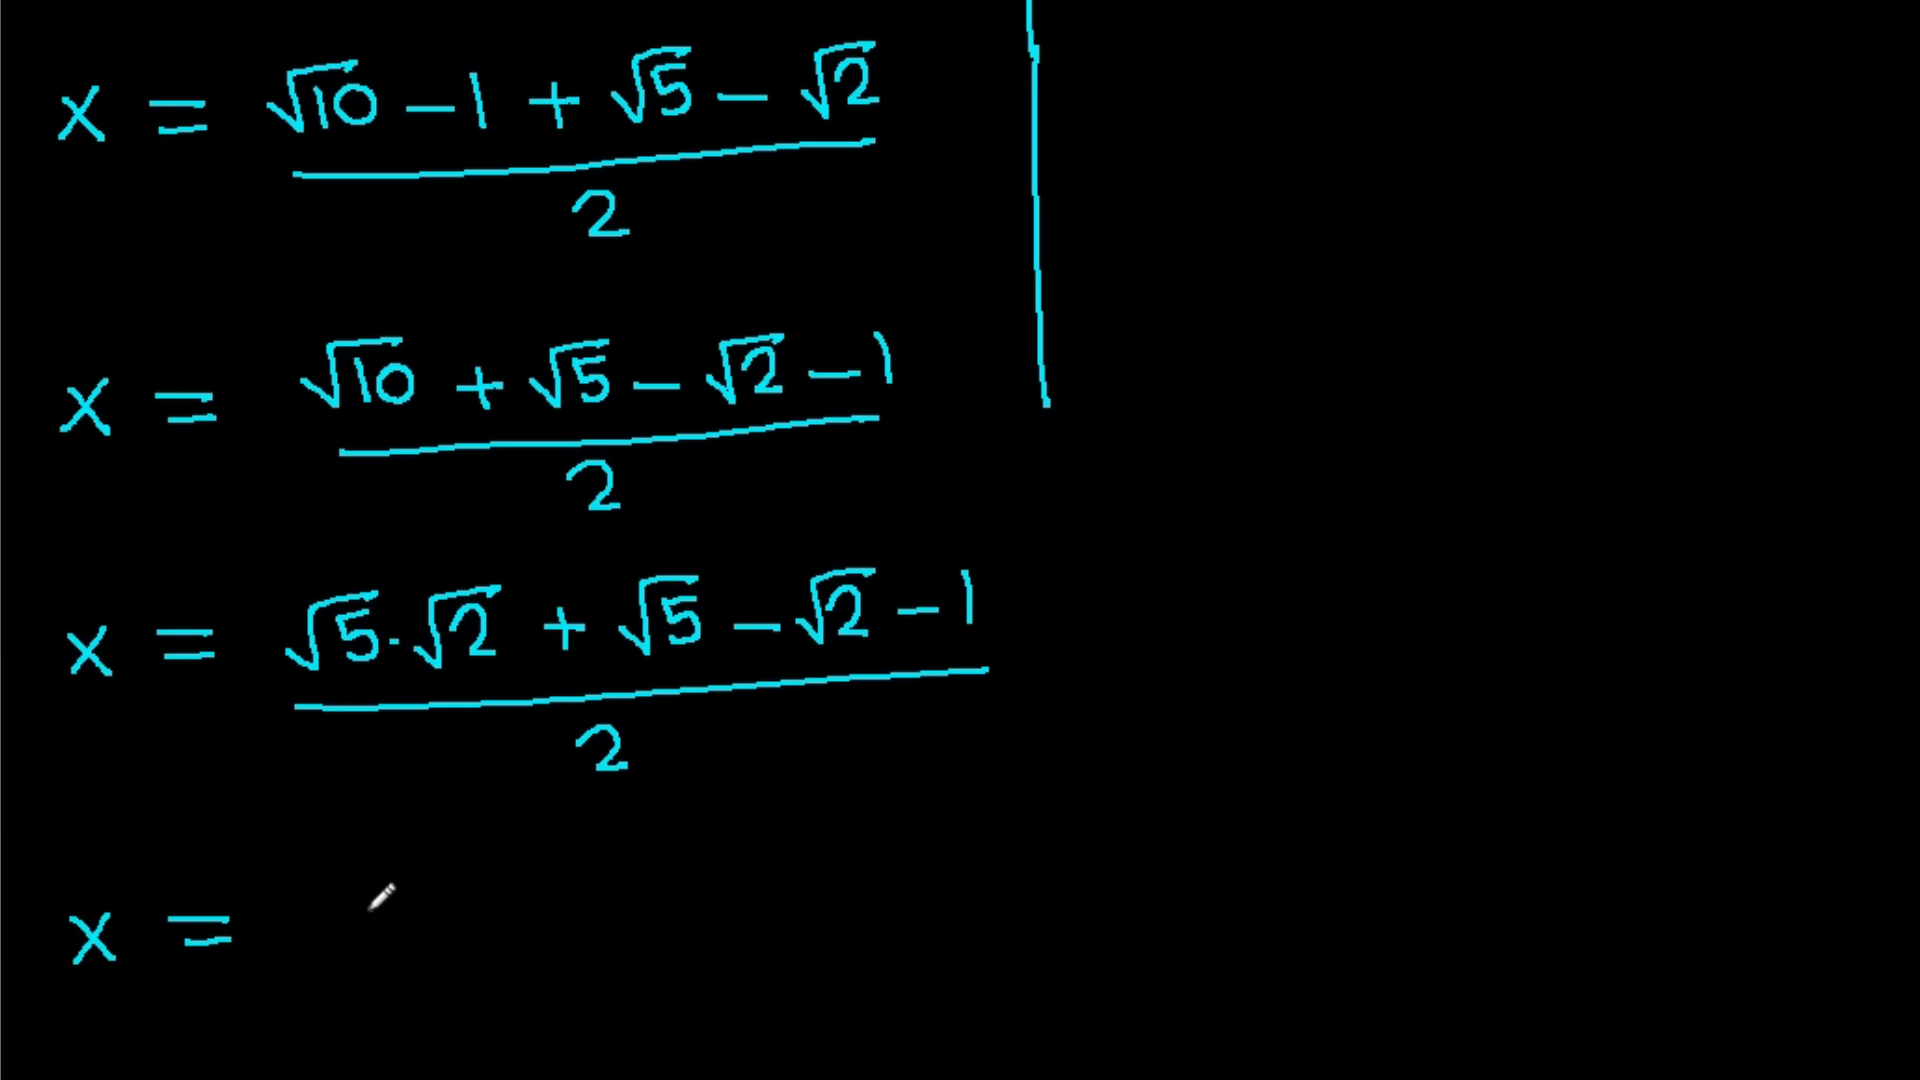 x = √10 - 1 + √5 - √2
2
x = √10 + √5 - √2 - 1
2
x = √5 · √2 + √5 - √2 - 1
2
x =